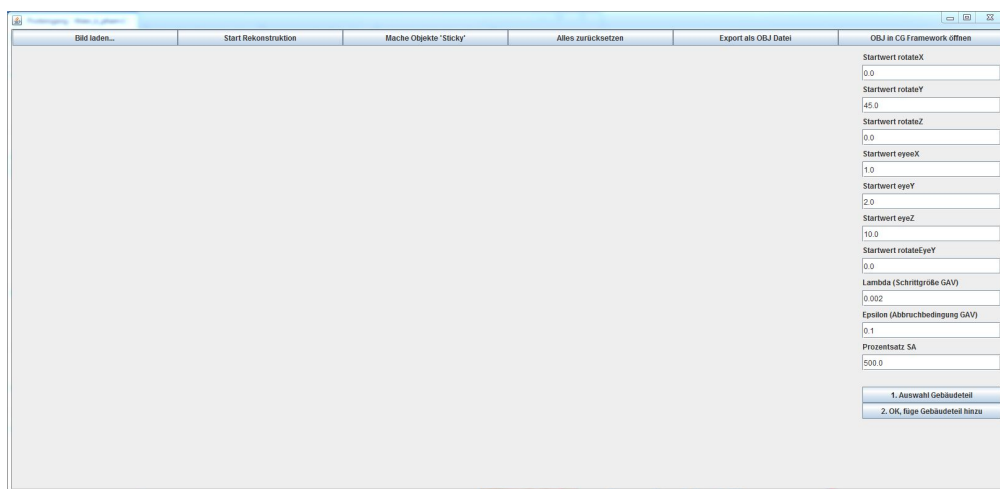 Bild laden...
Start Rekonstruktion
Mache Objekte 'Sticky'
Alles zurücksetzen
Export als OBJ Datei
OBJ in CG Framework öffnen
Startwert rotateX
0.0
Startwert rotateY
45.0
Startwert rotateZ
0.0
Startwert eyeeX
1.0
Startwert eyeY
2.0
Startwert eyeZ
10.0
Startwert rotateEyeY
0.0
Lambda (Schrittgröße GAV)
0.002
Epsilon (Abbruchbedingung GAV)
0.1
Prozentsatz SA
500.0
1. Auswahl Gebäudeteil
2. OK, füge Gebäudeteil hinzu